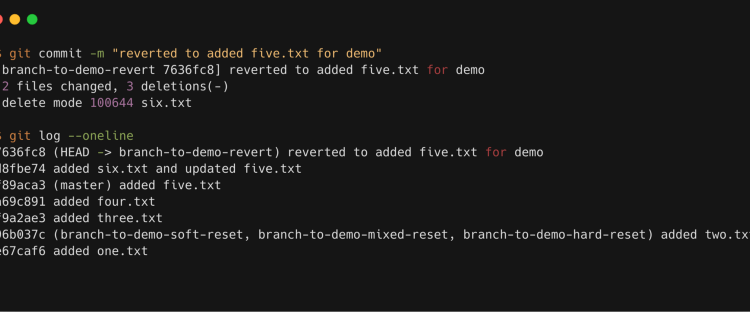 $ git commit -m "reverted to added five.txt for demo"
branch-to-demo-revert 7636fc8] reverted to added five.txt for demo
2 files changed, 3 deletions(-)
delete mode 100644 six.txt
$ git log --oneline
7636fc8 (HEAD -> branch-to-demo-revert) reverted to added five.txt for demo
d8fbe74 added six.txt and updated five.txt
f89aca3 (master) added five.txt
a69c891 added four.txt
f9a2ae3 added three.txt
96b037c (branch-to-demo-soft-reset, branch-to-demo-mixed-reset, branch-to-demo-hard-reset) added two.tx
e67caf6 added one.txt